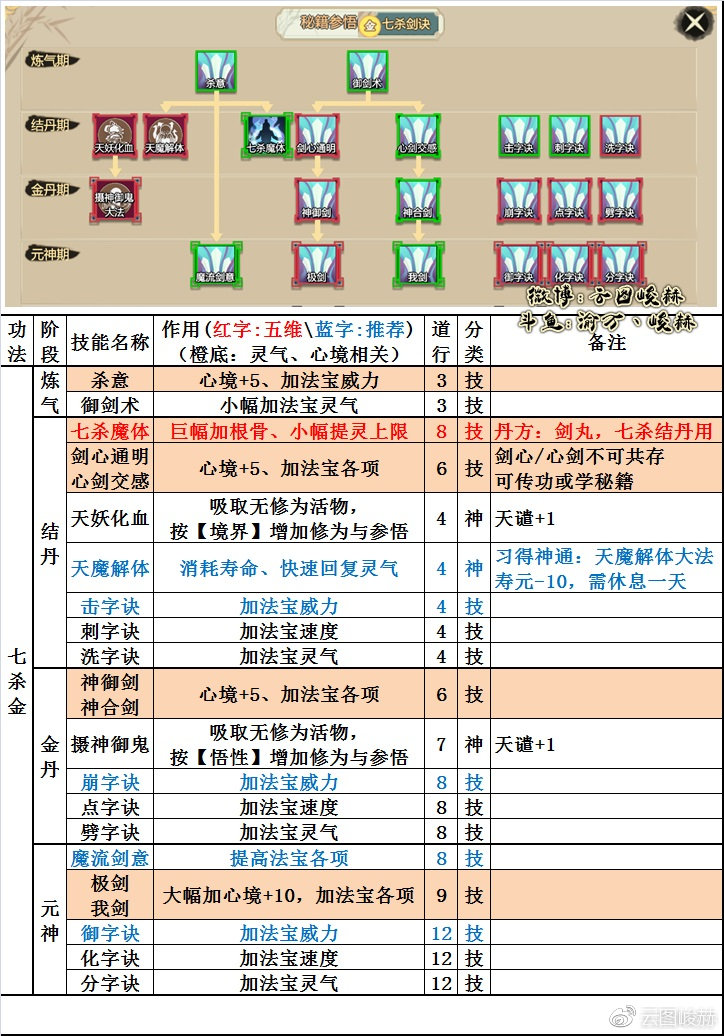 秘籍参悟 金 七杀剑诀
炼气期
杀意 御剑术
结丹期
天妖化血 天魔解体 七杀魔体 剑心通明 心剑交感 击字诀 刺字诀 洗字诀
金丹期
摄神御鬼
大法
神御剑 神合剑 崩字诀 点字诀 劈字诀
元神期
魔流剑意 极剑 我剑 御字诀 化字诀 分字诀
微博:云图峻赫
斗鱼:渝万丶峻赫
功法 阶段 技能名称 作用(红字:五维\蓝字:推荐)
(橙底:灵气、心境相关) 道行 分类 备注
七杀金
炼气
杀意 心境+5、加法宝威力 3 技
御剑术 小幅加法宝灵气 3 技
结丹
七杀魔体 巨幅加根骨、小幅提灵上限 8 技 丹方:剑丸,七杀结丹用
剑心通明
心剑交感 心境+5、加法宝各项 6 技 剑心/心剑不可共存
可传功或学秘籍
天妖化血 吸取无修为活物,
按【境界】增加修为与参悟 4 神 天谴+1
天魔解体 消耗寿命、快速回复灵气 4 神 习得神通:天魔解体大法
寿元-10,需休息一天
击字诀 加法宝威力 4 技
刺字诀 加法宝速度 4 技
洗字诀 加法宝灵气 4 技
金丹
神御剑
神合剑 心境+5、加法宝各项 6 技
摄神御鬼 吸取无修为活物,
按【悟性】增加修为与参悟 7 神 天谴+1
崩字诀 加法宝威力 8 技
点字诀 加法宝速度 8 技
劈字诀 加法宝灵气 8 技
元神
魔流剑意 提高法宝各项 8 技
极剑
我剑 大幅加心境+10,加法宝各项 9 技
御字诀 加法宝威力 12 技
化字诀 加法宝速度 12 技
分字诀 加法宝灵气 12 技
云图峻赫